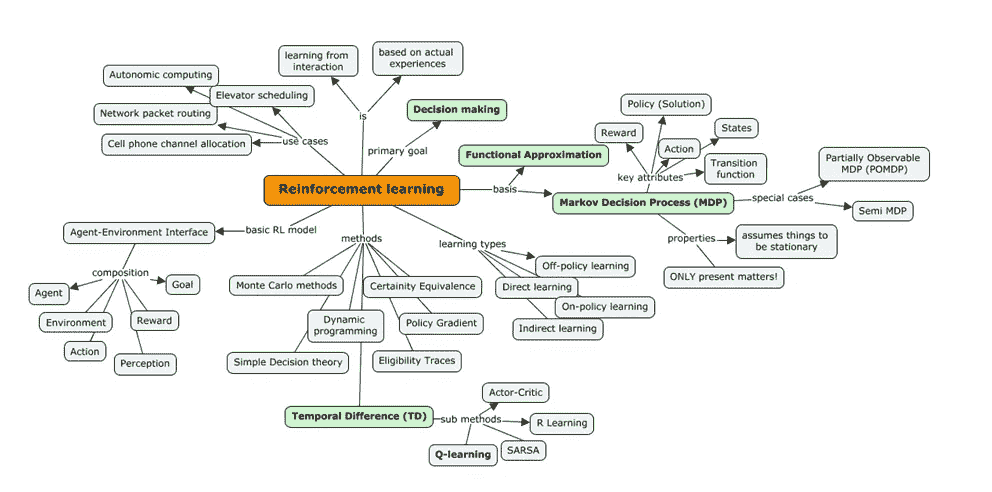 learning from
interaction
based on actual
experiences
Autonomic computing
Elevator scheduling
Network packet routing
Cell phone channel allocation
use cases
is
Decision making
primary goal
Policy (Solution)
Reward
States
Action
Functional Approximation
Transition
function
key attributes
Partially Observable
MDP (POMDP)
Reinforcement learning
basis
Markov Decision Process (MDP)
special cases
Semi MDP
Agent-Environment Interface
basic RL model
methods
learning types
properties
assumes things to
be stationary
ONLY present matters!
composition
Agent
Goal
Environment
Reward
Action
Perception
Monte Carlo methods
Certainity Equivalence
Dynamic
programming
Policy Gradient
Simple Decision theory
Eligibility Traces
Off-policy learning
Direct learning
On-policy learning
Indirect learning
Temporal Difference (TD)
sub methods
Actor-Critic
R Learning
Q-learning
SARSA